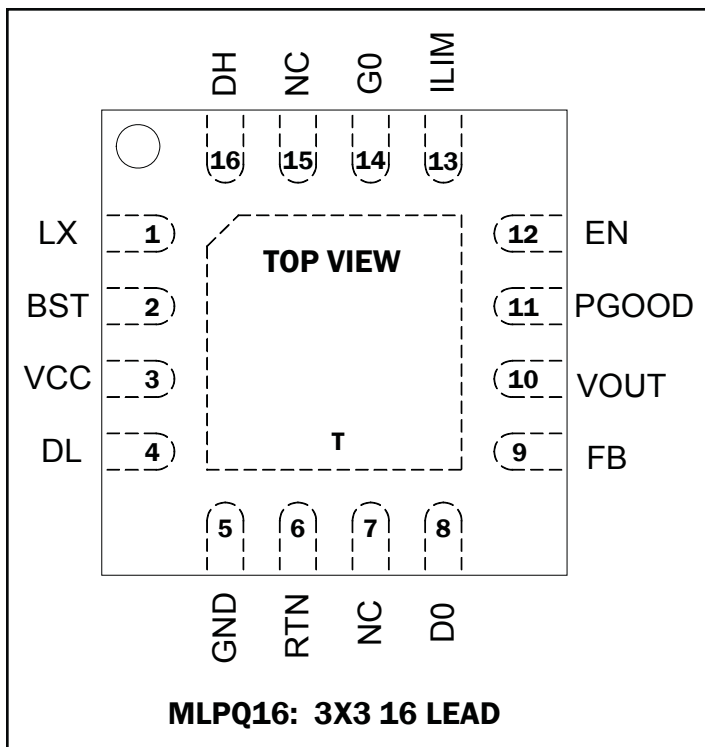 DH NC G0 ILIM
16 15 14 13
LX 1 12 EN
TOP VIEW
BST 2 11 PGOOD
VCC 3 10 VOUT
DL 4 T 9 FB
5 6 7 8
GND RTN NC D0
MLPQ16: 3X3 16 LEAD